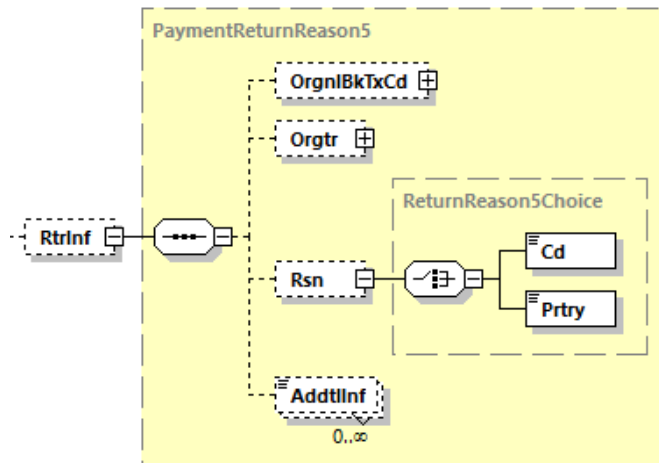 PaymentReturnReason5
OrgnlBkTxCd
Orgtr
ReturnReason5Choice
RtrInf
Cd
Rsn
Prtry
AddtlInf
0..∞